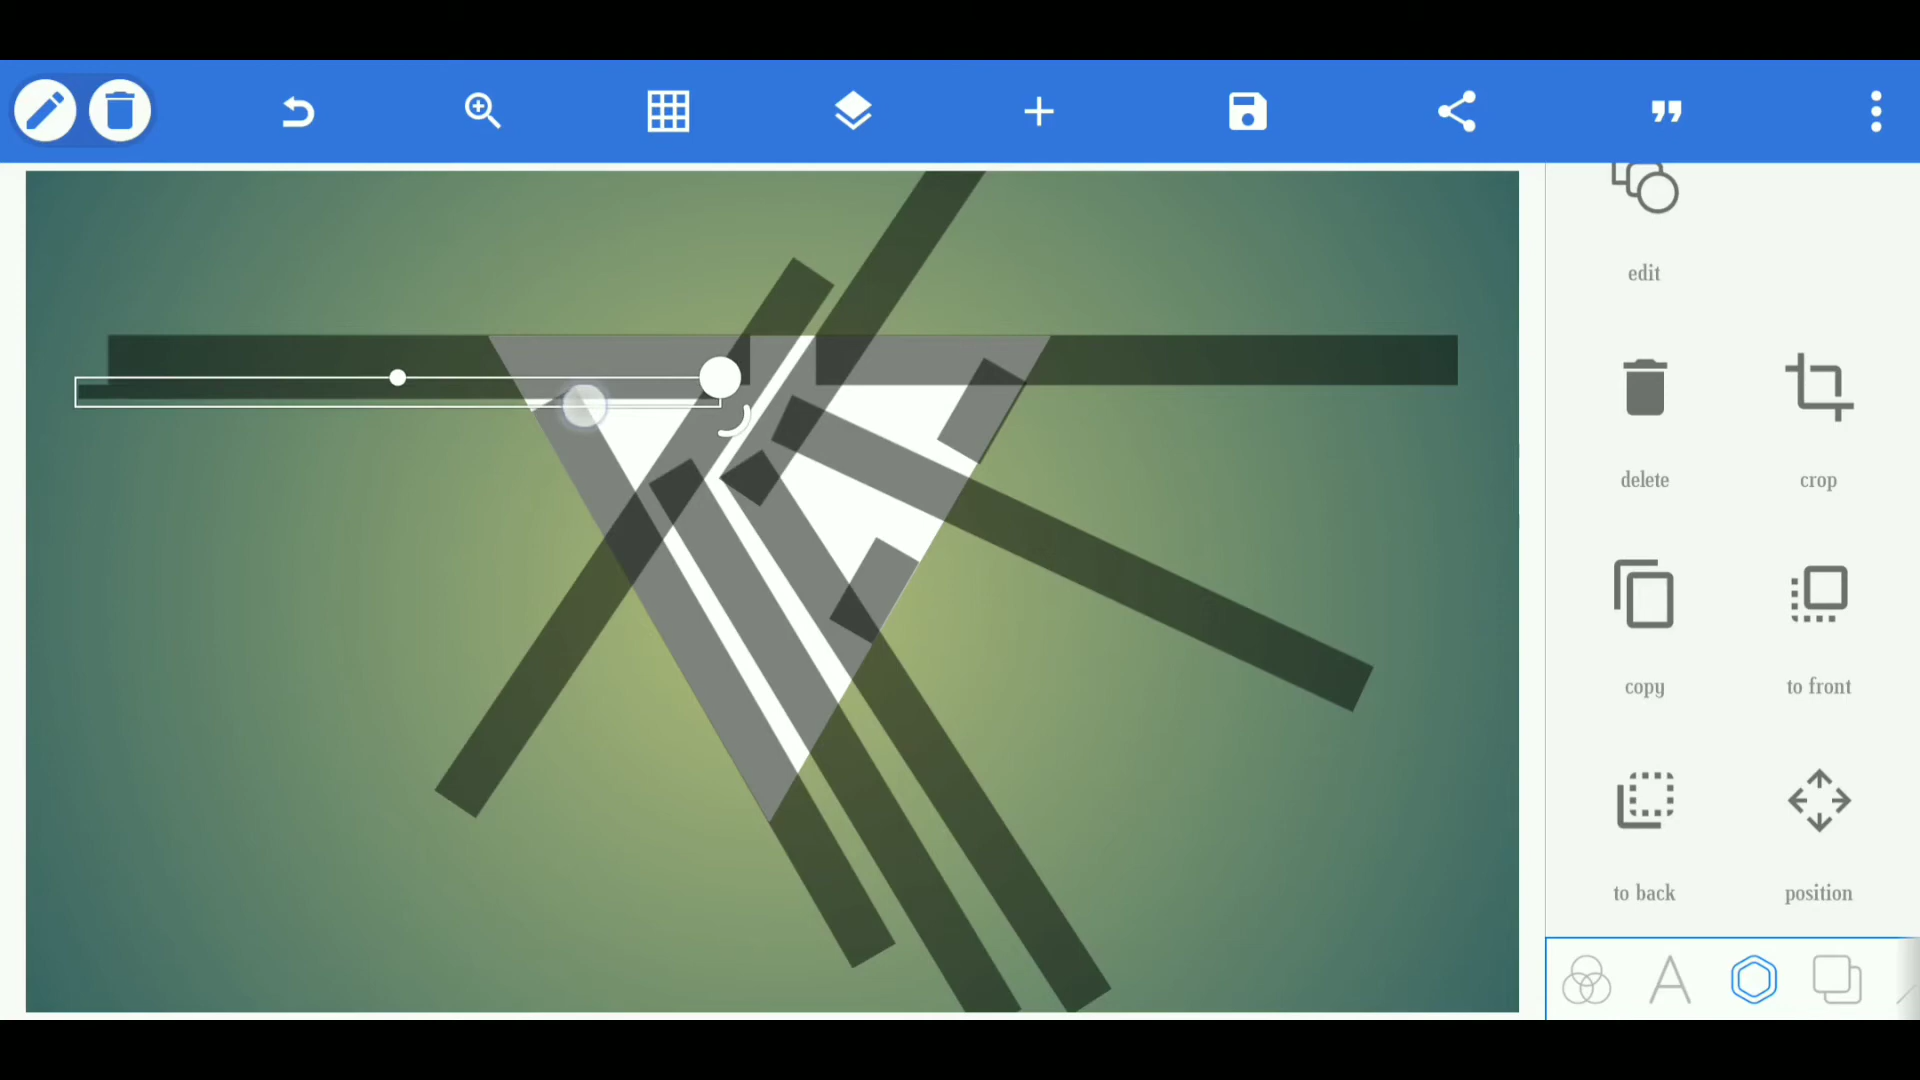 edit
delete
crop
copy
to front
to back
position